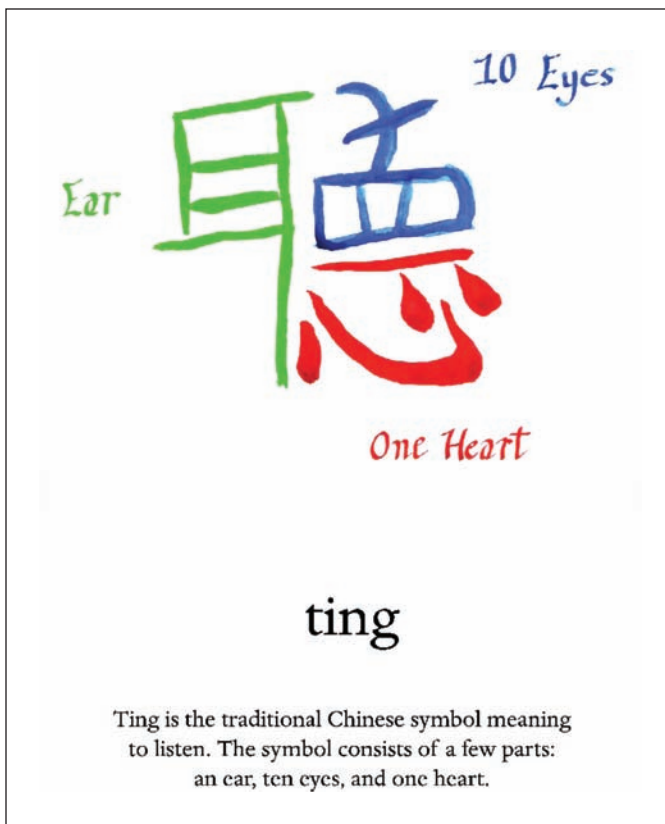 10 Eyes
聽
Ear
One Heart
ting
Ting is the traditional Chinese symbol meaning
to listen. The symbol consists of a few parts:
an ear, ten eyes, and one heart.